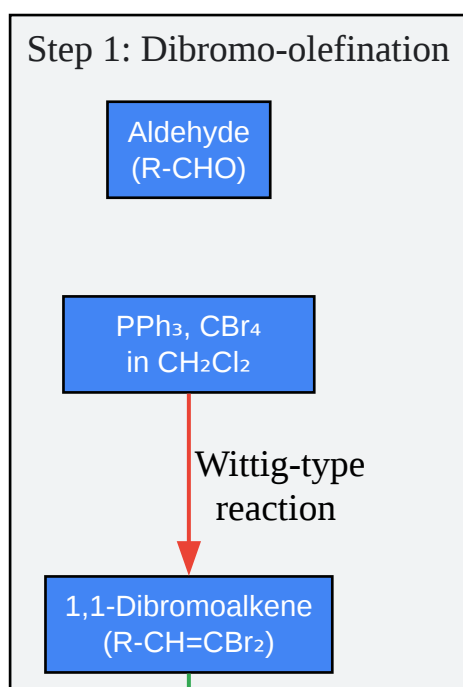 Step 1: Dibromo-olefination
Aldehyde
(R-CHO)
PPh₃, CBr₄
in CH₂Cl₂
Wittig-type
reaction
1,1-Dibromoalkene
(R-CH=CBr₂)